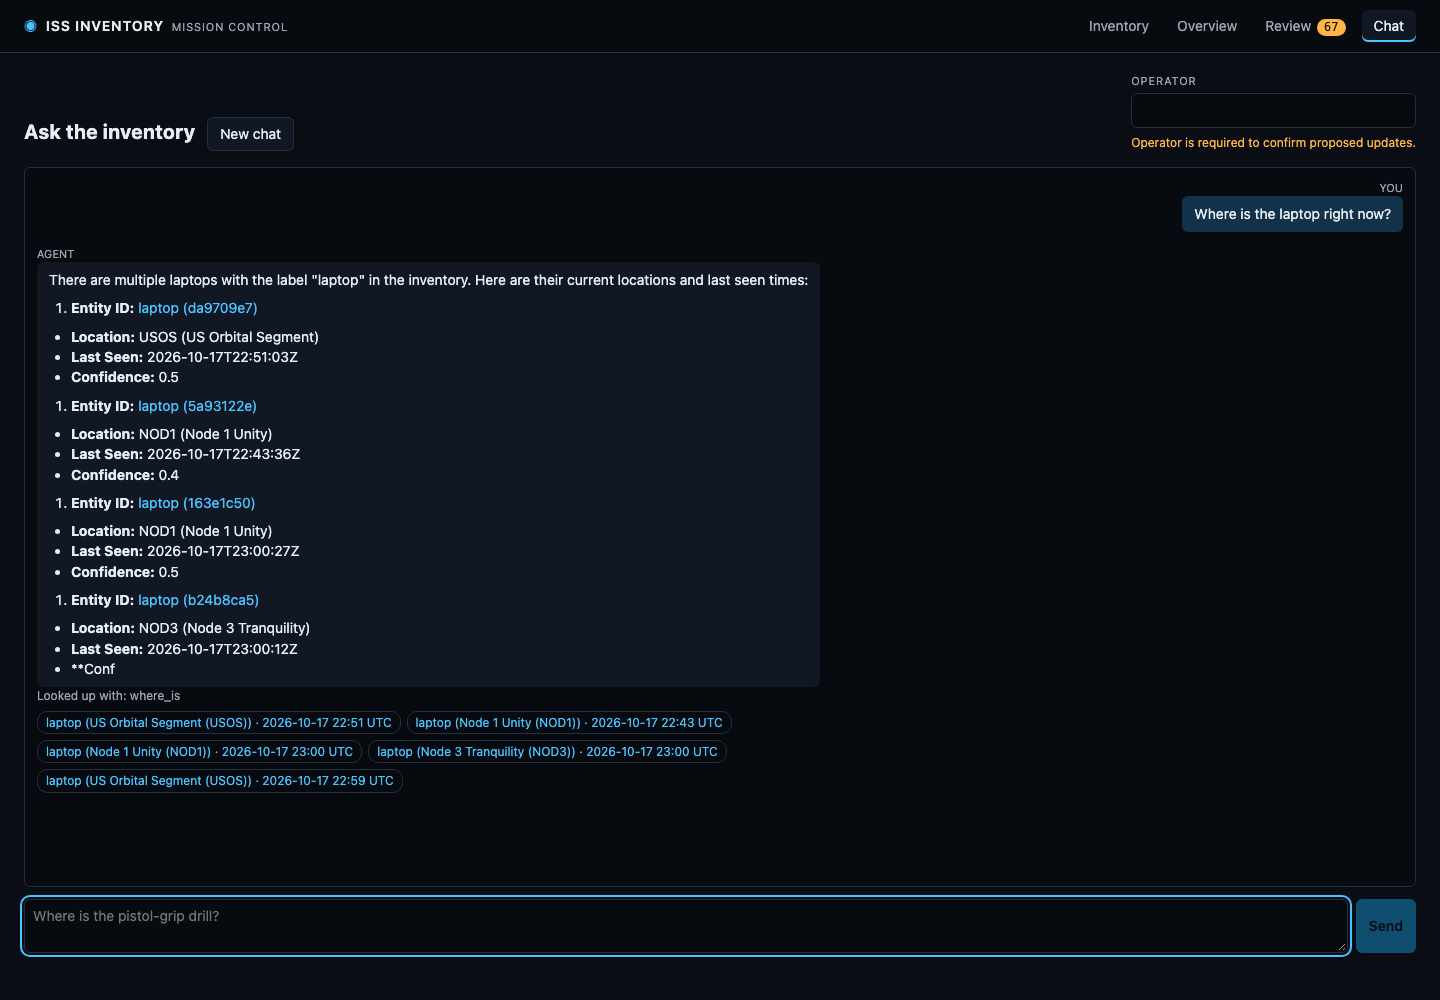 ISS INVENTORY MISSION CONTROL
Inventory Overview Review 67 Chat
OPERATOR
Ask the inventory New chat
Operator is required to confirm proposed updates.
YOU
Where is the laptop right now?
AGENT
There are multiple laptops with the label "laptop" in the inventory. Here are their current locations and last seen times:
1. Entity ID: laptop (da9709e7)
• Location: USOS (US Orbital Segment)
• Last Seen: 2026-10-17T22:51:03Z
• Confidence: 0.5
1. Entity ID: laptop (5a93122e)
• Location: NOD1 (Node 1 Unity)
• Last Seen: 2026-10-17T22:43:36Z
• Confidence: 0.4
1. Entity ID: laptop (163e1c50)
• Location: NOD1 (Node 1 Unity)
• Last Seen: 2026-10-17T23:00:27Z
• Confidence: 0.5
1. Entity ID: laptop (b24b8ca5)
• Location: NOD3 (Node 3 Tranquility)
• Last Seen: 2026-10-17T23:00:12Z
• **Conf
Looked up with: where_is
laptop (US Orbital Segment (USOS)) · 2026-10-17 22:51 UTC laptop (Node 1 Unity (NOD1)) · 2026-10-17 22:43 UTC
laptop (Node 1 Unity (NOD1)) · 2026-10-17 23:00 UTC laptop (Node 3 Tranquility (NOD3)) · 2026-10-17 23:00 UTC
laptop (US Orbital Segment (USOS)) · 2026-10-17 22:59 UTC
Where is the pistol-grip drill?
Send